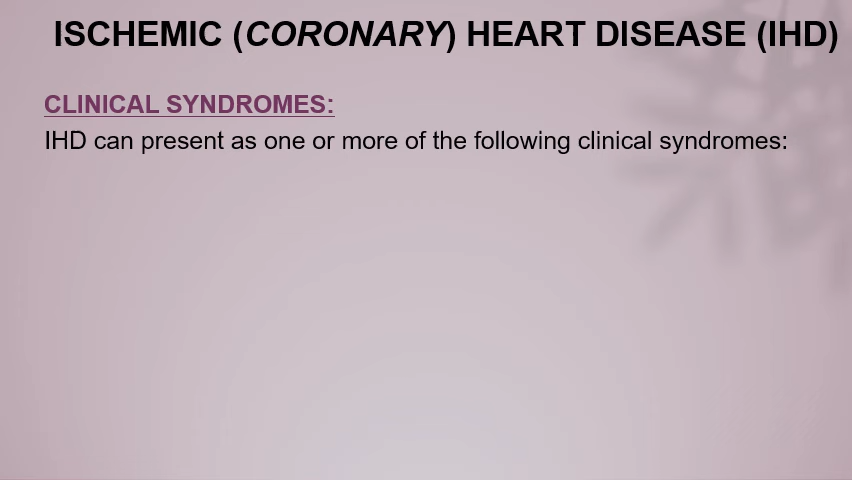 ISCHEMIC (CORONARY) HEART DISEASE (IHD)
CLINICAL SYNDROMES:
IHD can present as one or more of the following clinical syndromes: